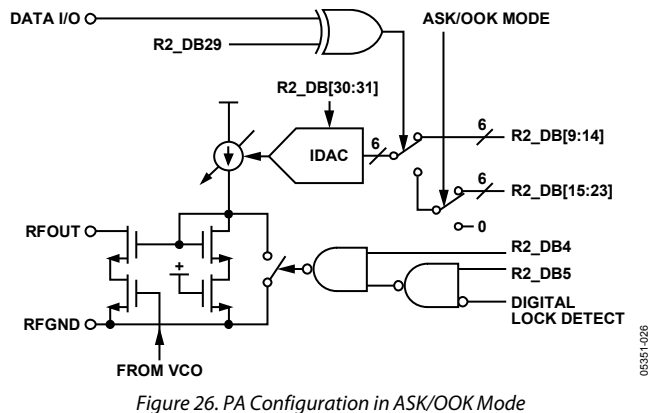 DATA I/O
ASK/OOK MODE
R2_DB29
R2_DB[30:31]
IDAC
6
6
R2_DB[9:14]
6
R2_DB[15:23]
0
RFOUT
+
R2_DB4
R2_DB5
DIGITAL
LOCK DETECT
RFGND
FROM VCO
05351-026
Figure 26. PA Configuration in ASK/OOK Mode